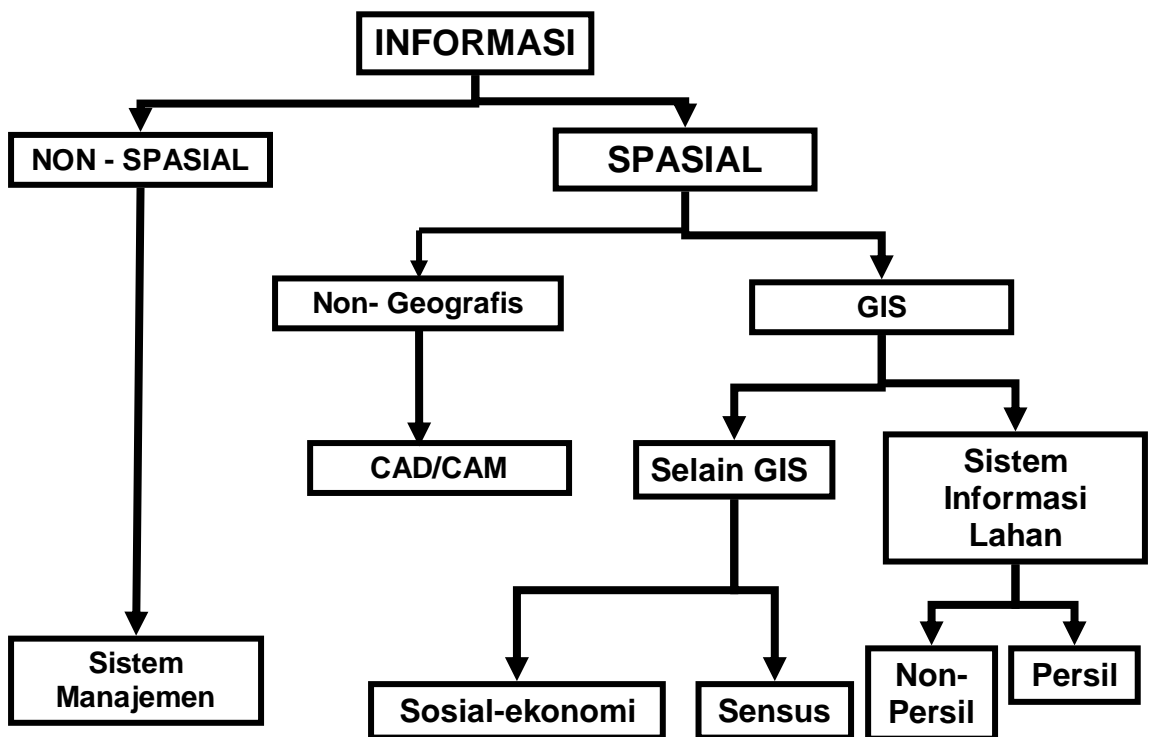 INFORMASI
NON - SPASIAL
SPASIAL
Non- Geografis
GIS
CAD/CAM
Selain GIS
Sistem
Informasi
Lahan
Sistem
Manajemen
Sosial-ekonomi
Sensus
Non-
Persil
Persil